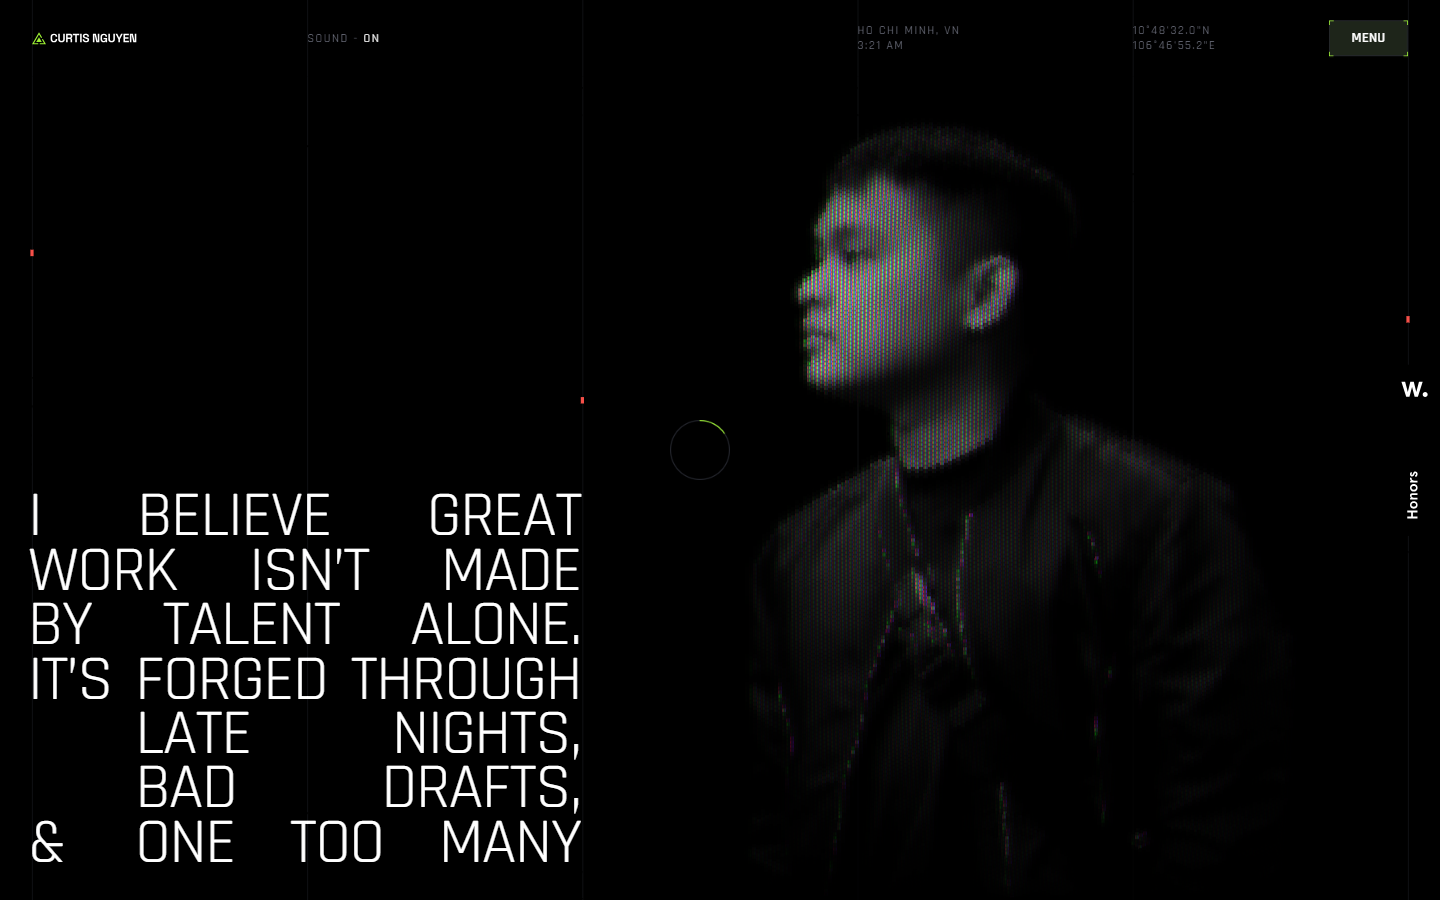 CURTIS NGUYEN
SOUND - ON
HO CHI MINH, VN
3:21 AM
10°48'32.0"N
106°46'55.2"E
MENU
I BELIEVE GREAT
WORK ISN'T MADE
BY TALENT ALONE.
IT'S FORGED THROUGH
LATE NIGHTS,
BAD DRAFTS,
& ONE TOO MANY
W.
Honors